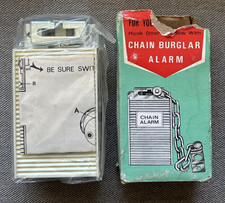 BE SURE SWIT
A
B
A
FOR YOU
CHAIN BURGLAR
ALARM
CHAIN
ALARM